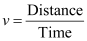 v = Distance / Time